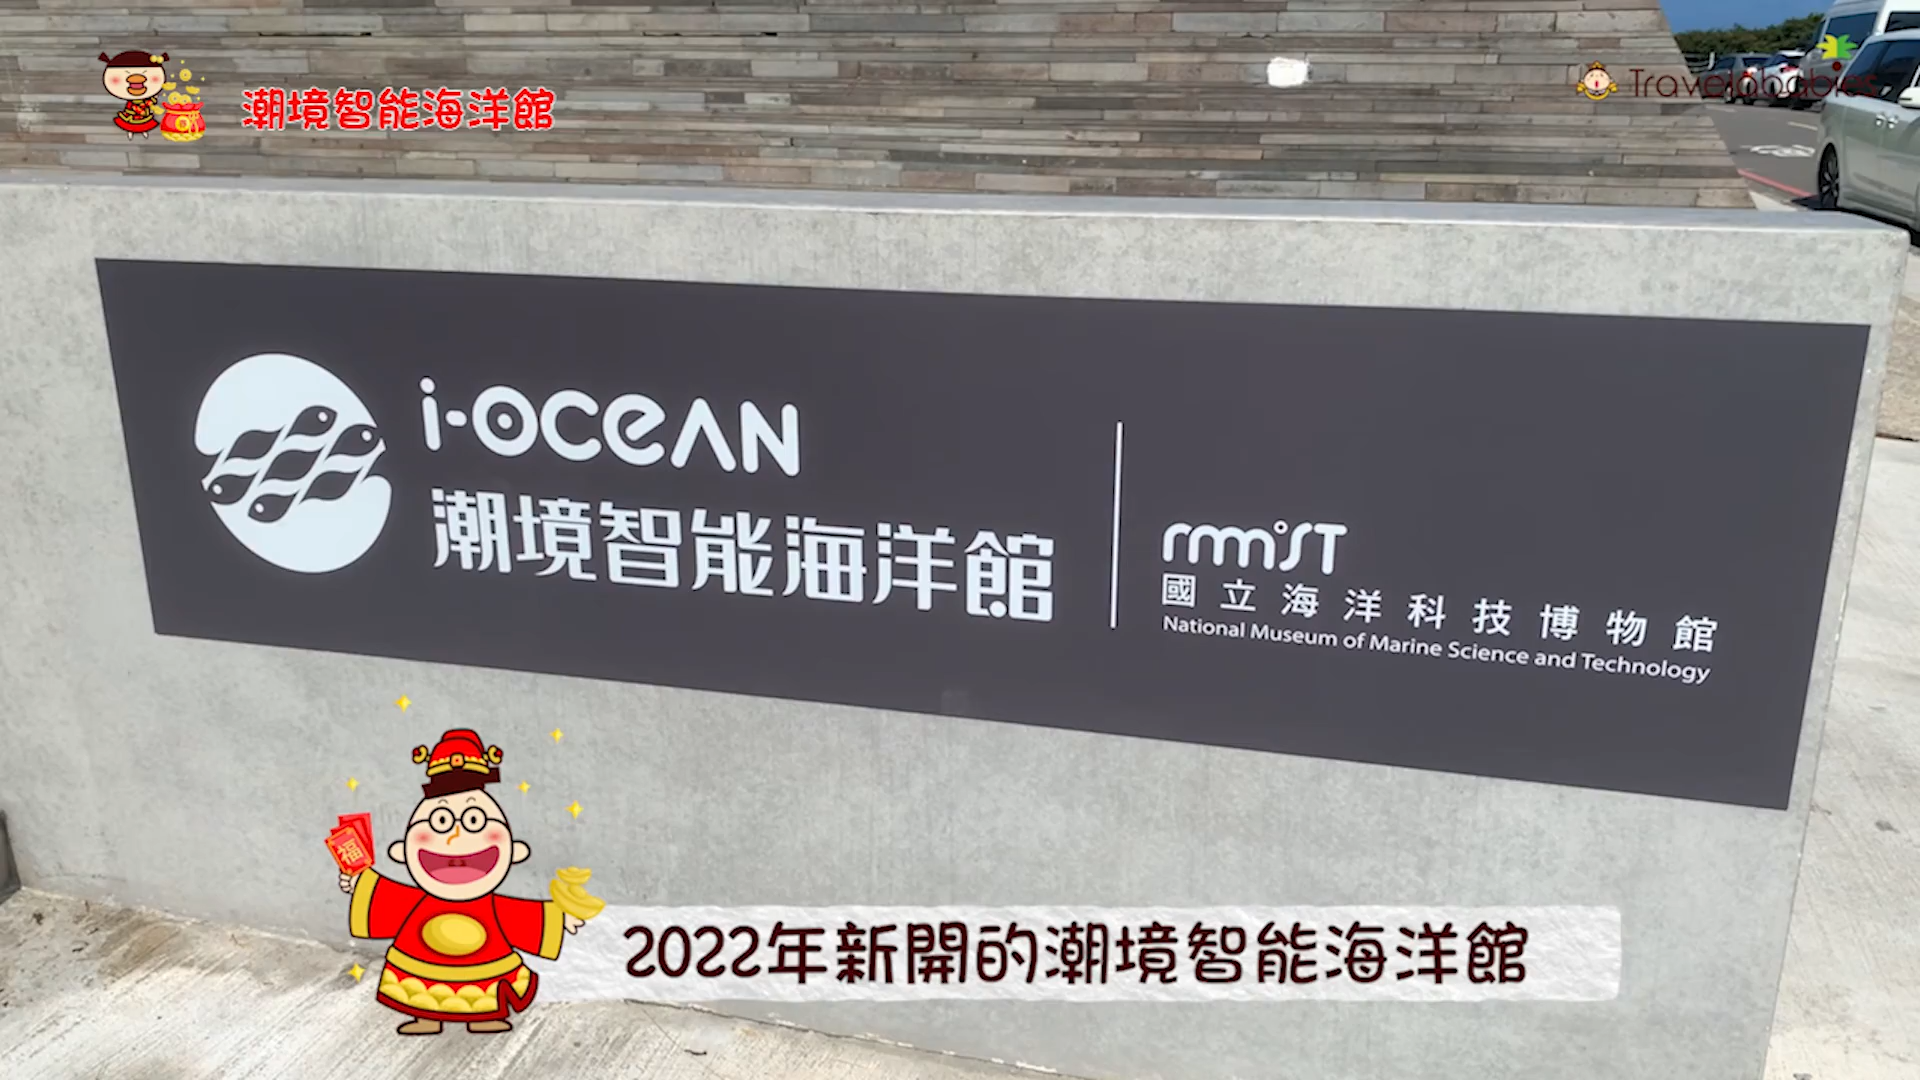 潮境智能海洋館
Travel6babies
i-OCEAN
潮境智能海洋館
nmmst
國立海洋科技博物館
National Museum of Marine Science and Technology
福
2022年新開的潮境智能海洋館